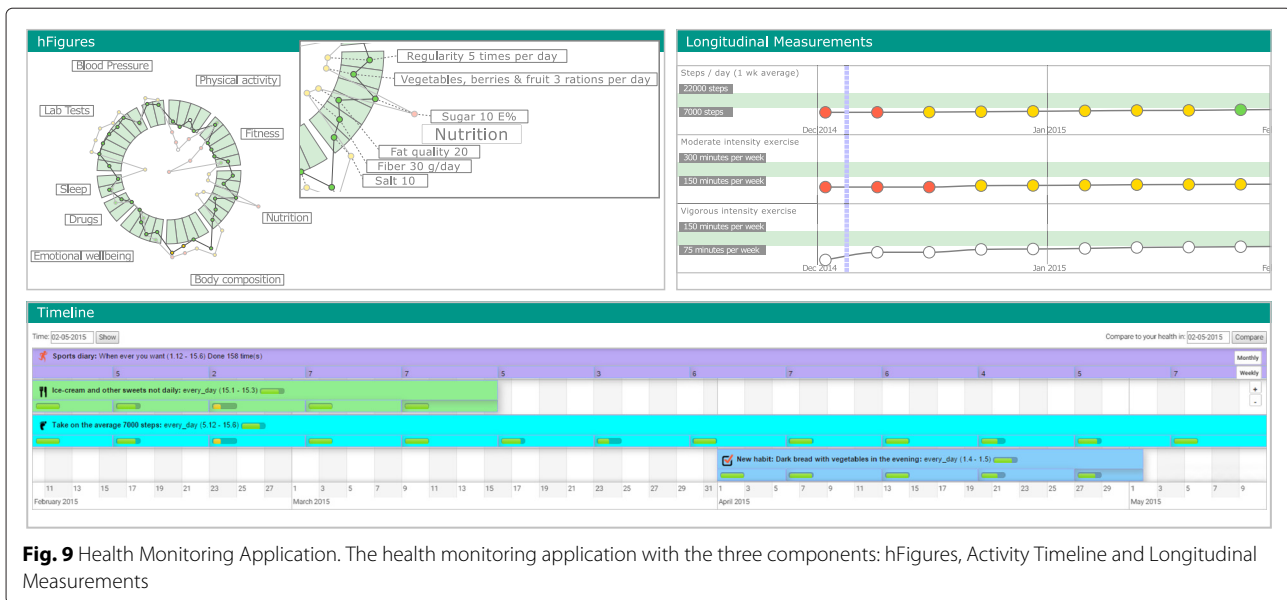 hFigures
Blood Pressure
Physical activity
Lab Tests
Fitness
Sleep
Drugs
Nutrition
Emotional wellbeing
Body composition
Regularity 5 times per day
Vegetables, berries & fruit 3 rations per day
Sugar 10 E%
Nutrition
Fat quality 20
Fiber 30 g/day
Salt 10
Longitudinal Measurements
Steps / day (1 wk average)
22000 steps
7000 steps
Dec 2014 Jan 2015 Fe
Moderate intensity exercise
300 minutes per week
150 minutes per week
Vigorous intensity exercise
150 minutes per week
75 minutes per week
Dec 2014 Jan 2015 Fe
Timeline
Time: 02-05-2015 Show Compare to your health in: 02-05-2015 Compare
Sports diary: When ever you want (1.12 - 15.6) Done 158 time(s) Monthly
5 2 7 7 5 3 6 7 6 4 5 7 Weekly
Ice-cream and other sweets not daily: every_day (15.1 - 15.3) +
-
Take on the average 7000 steps: every_day (5.12 - 15.6)
New habit: Dark bread with vegetables in the evening: every_day (1.4 - 1.5)
11 13 15 17 19 21 23 25 27 1 3 5 7 9 11 13 15 17 19 21 23 25 27 29 31 1 3 5 7 9 11 13 15 17 19 21 23 25 27 29 1 3 5 7 9
February 2015 March 2015 April 2015 May 2015
Fig. 9 Health Monitoring Application. The health monitoring application with the three components: hFigures, Activity Timeline and Longitudinal
Measurements